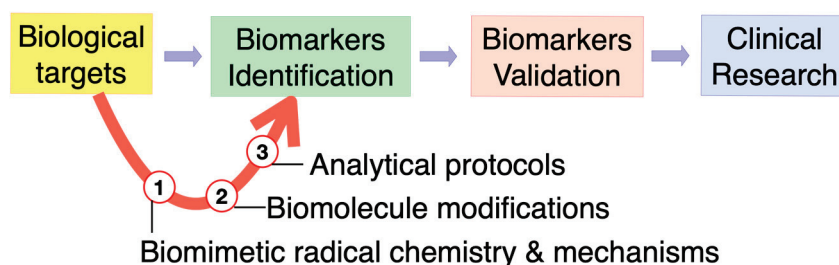 Biological
targets
Biomarkers
Identification
Biomarkers
Validation
Clinical
Research
3
Analytical protocols
1
2
Biomolecule modifications
Biomimetic radical chemistry & mechanisms